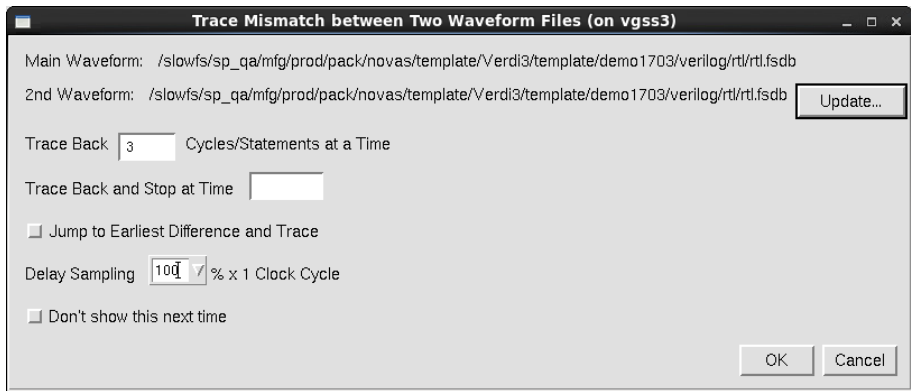 Trace Mismatch between Two Waveform Files (on vgss3)
Main Waveform: /slowfs/sp_qa/mfg/prod/pack/novas/template/Verdi3/template/demo1703/verilog/rtl/rtl.fsdb
2nd Waveform: /slowfs/sp_qa/mfg/prod/pack/novas/template/Verdi3/template/demo1703/verilog/rtl/rtl.fsdb Update...
Trace Back 3 Cycles/Statements at a Time
Trace Back and Stop at Time
Jump to Earliest Difference and Trace
Delay Sampling 100 % x 1 Clock Cycle
Don't show this next time
OK Cancel